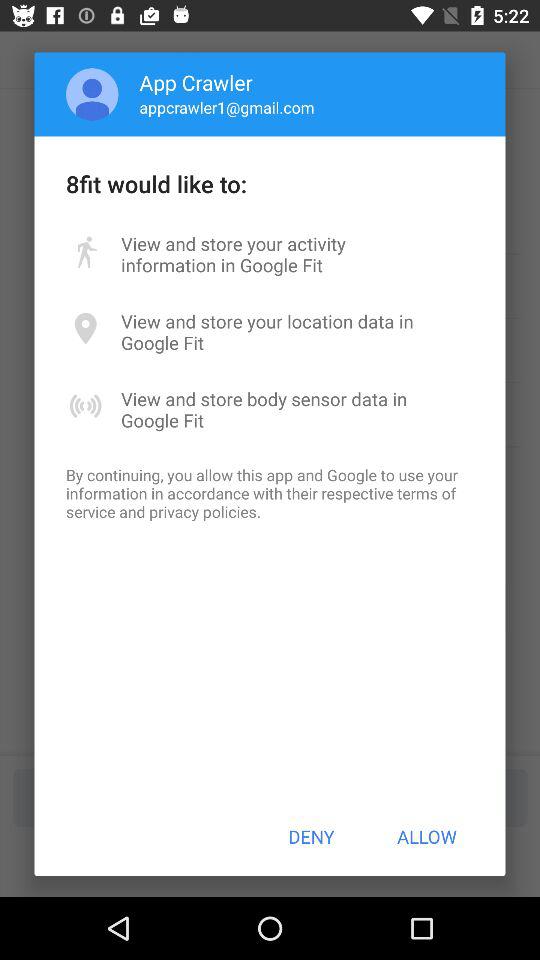 5:22
App Crawler
appcrawler1@gmail.com
8fit would like to:
View and store your activity
information in Google Fit
View and store your location data in
Google Fit
View and store body sensor data in
Google Fit
By continuing, you allow this app and Google to use your
information in accordance with their respective terms of
service and privacy policies.
DENY
ALLOW